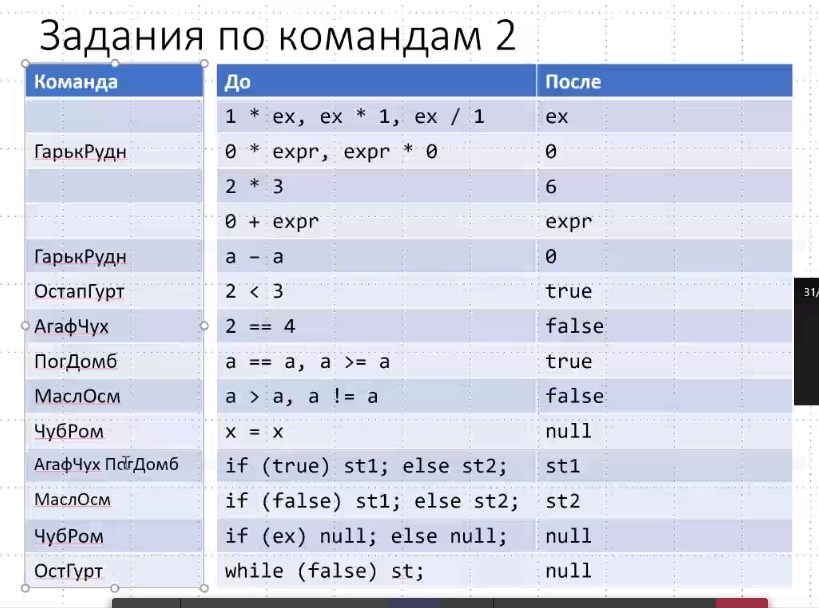 Задания по командам 2
Команда До После
1 * ex, ex * 1, ex / 1 ex
ГарькРудн 0 * expr, expr * 0 0
2 * 3 6
0 + expr expr
ГарькРудн a – a 0
ОстапГурт 2 < 3 true
АгафЧух 2 == 4 false
ПогДомб a == a, a >= a true
МаслОсм a > a, a != a false
ЧубРом x = x null
АгафЧух ПогДомб if (true) st1; else st2; st1
МаслОсм if (false) st1; else st2; st2
ЧубРом if (ex) null; else null; null
ОстГурт while (false) st; null
31/